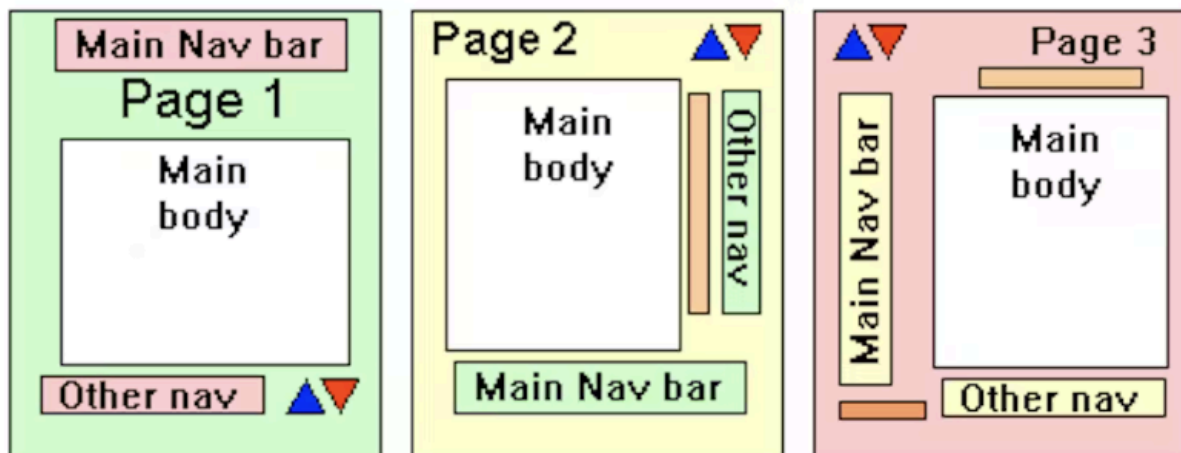 Main Nav bar
Page 1
Main
body
Other nav
Page 2
Main
body
Other nav
Main Nav bar
Page 3
Main Nav bar
Main
body
Other nav